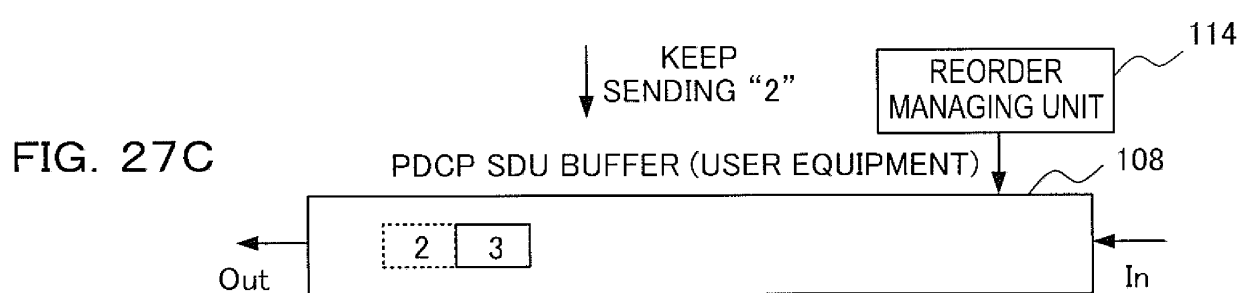 KEEP
SENDING “2”
REORDER
MANAGING UNIT
114
FIG. 27C
PDCP SDU BUFFER (USER EQUIPMENT)
108
2
3
Out
In